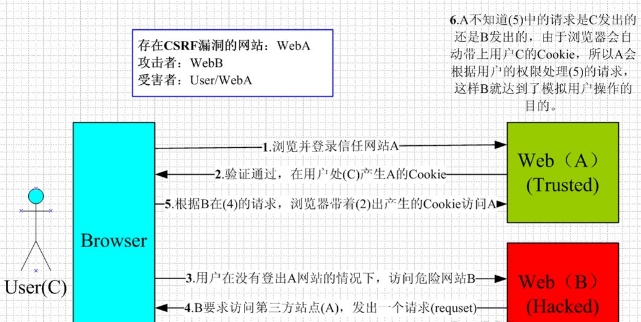 存在CSRF漏洞的网站：WebA
攻击者：WebB
受害者：User/WebA
6.A不知道(5)中的请求是C发出的
还是B发出的，由于浏览器会自
动带上用户C的Cookie，所以A会
根据用户的权限处理(5)的请求，
这样B就达到了模拟用户操作的
目的。
1.浏览并登录信任网站A
2.验证通过，在用户处(C)产生A的Cookie
5.根据B在(4)的请求，浏览器带着(2)出产生的Cookie访问A
3.用户在没有登出A网站的情况下，访问危险网站B
4.B要求访问第三方站点(A)，发出一个请求(requset)
User(C)
Browser
Web（A）
(Trusted)
Web（B）
(Hacked)